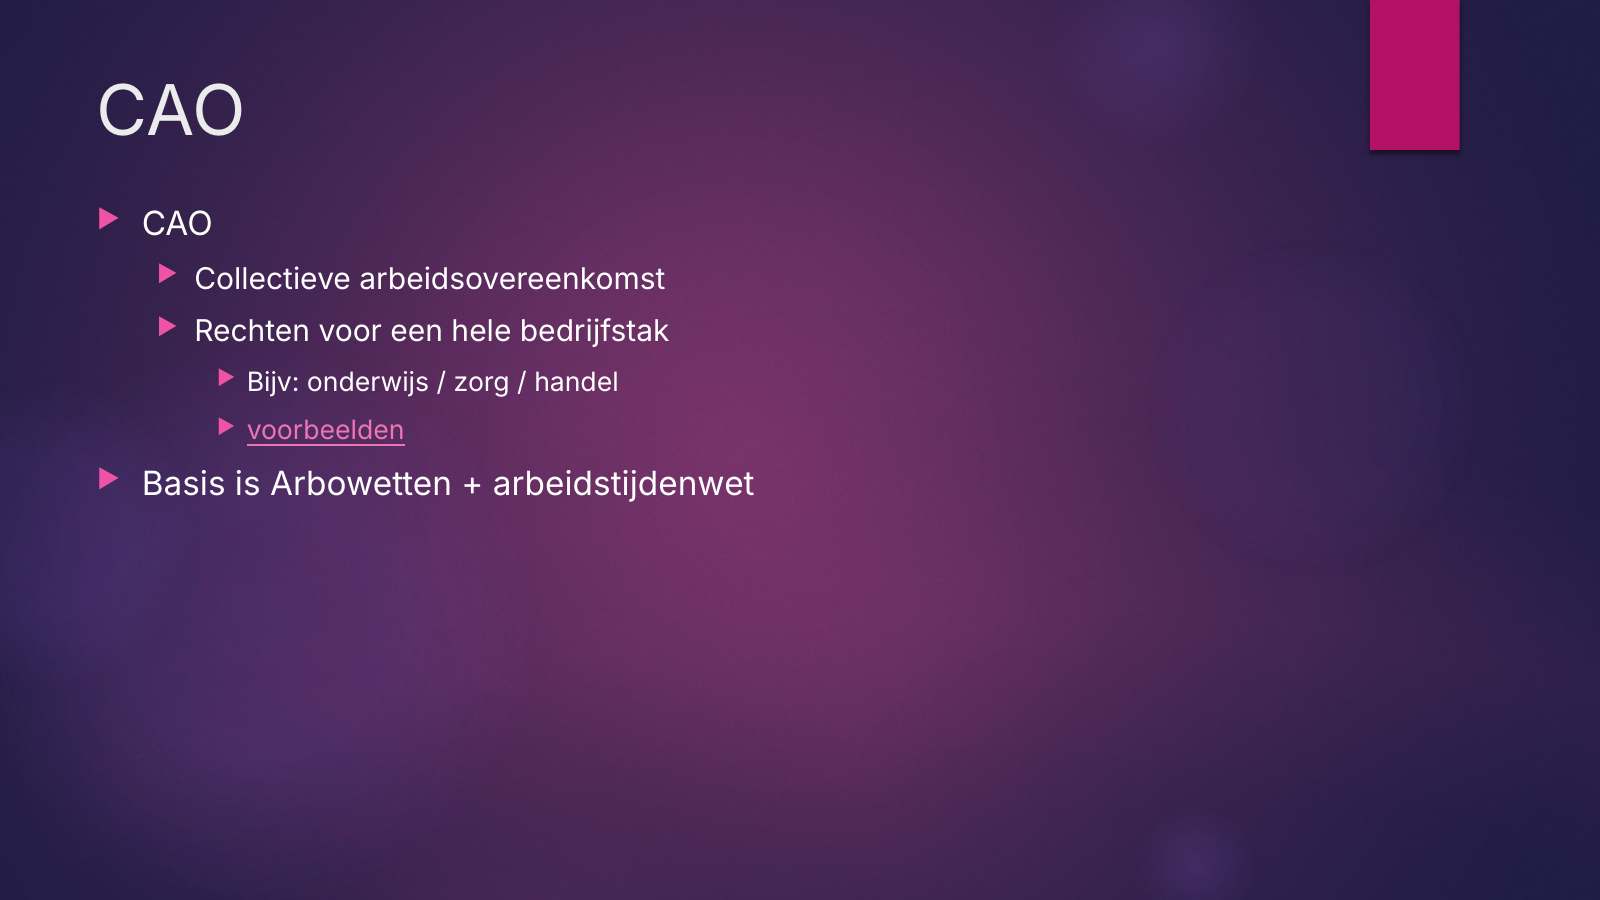 CAO
CAO
Collectieve arbeidsovereenkomst
Rechten voor een hele bedrijfstak
Bijv: onderwijs / zorg / handel
voorbeelden
Basis is Arbowetten + arbeidstijdenwet